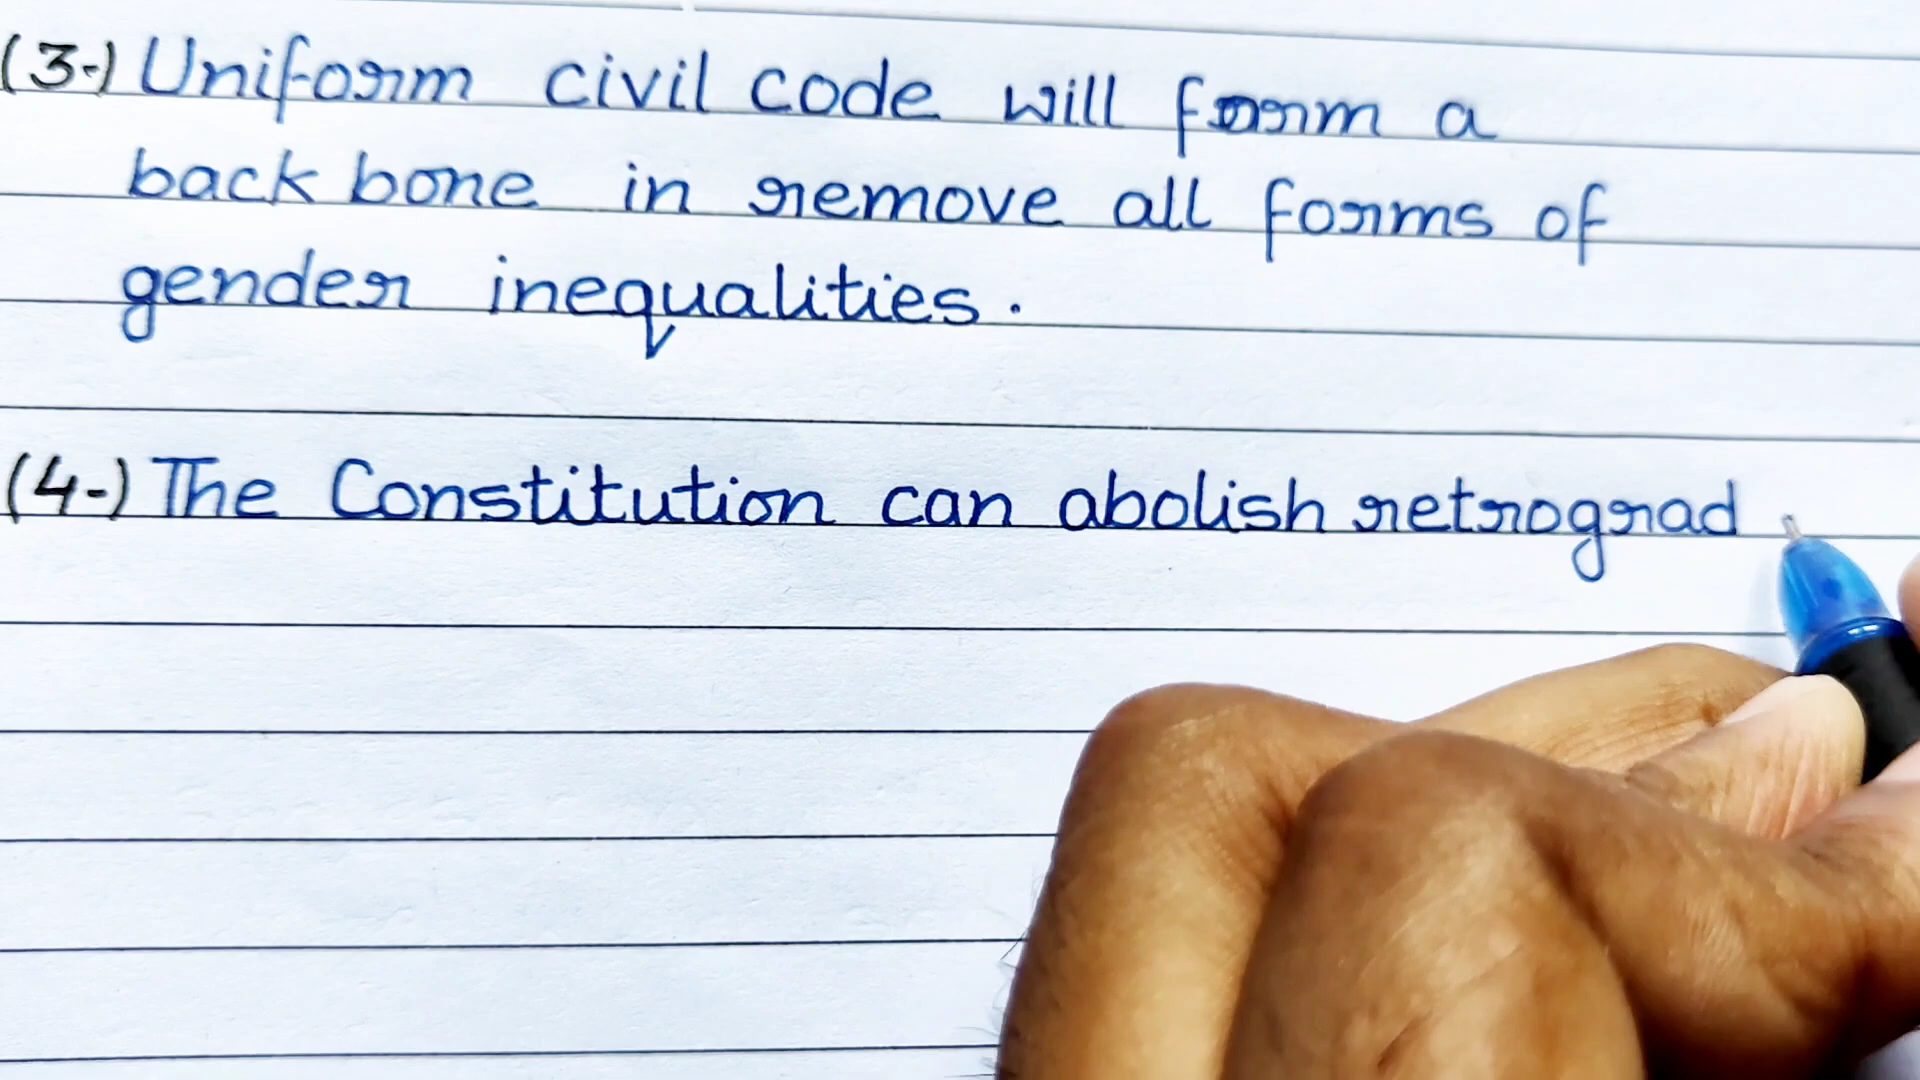 (3-) Uniform civil code will form a
back bone in remove all forms of
gender inequalities.
(4-) The Constitution can abolish retrograd